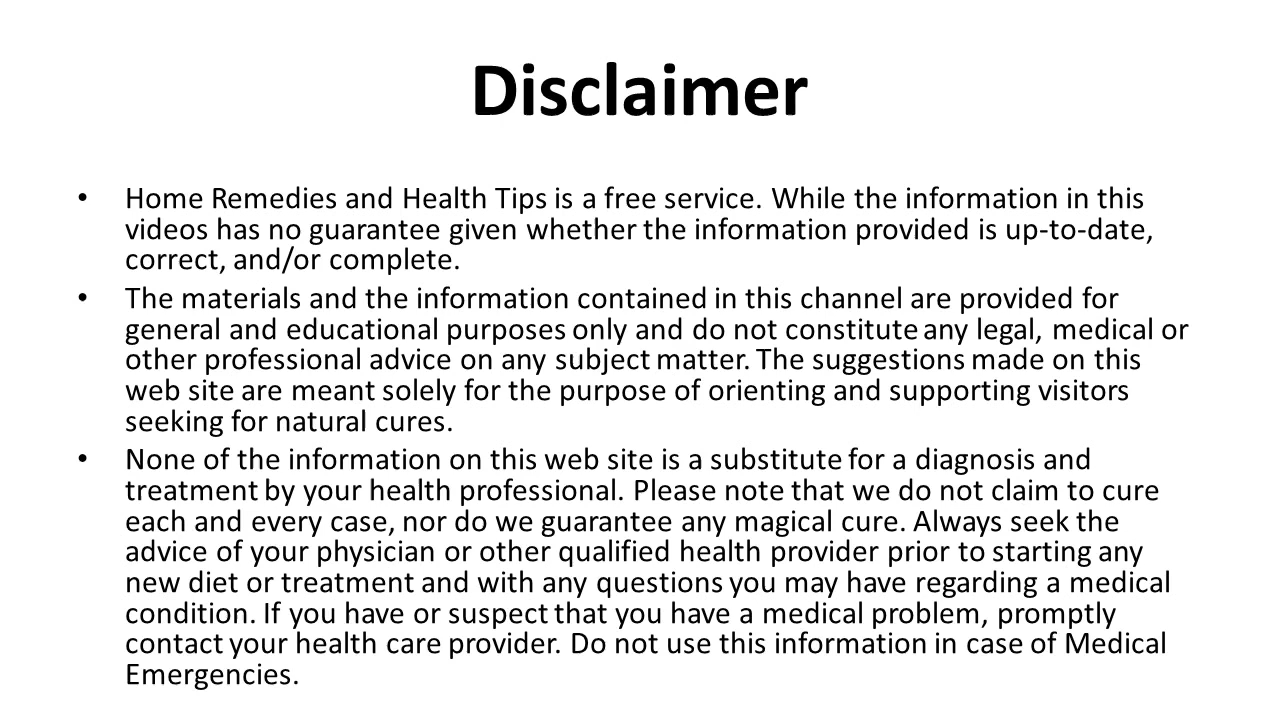 Disclaimer
• Home Remedies and Health Tips is a free service. While the information in this
videos has no guarantee given whether the information provided is up-to-date,
correct, and/or complete.
• The materials and the information contained in this channel are provided for
general and educational purposes only and do not constitute any legal, medical or
other professional advice on any subject matter. The suggestions made on this
web site are meant solely for the purpose of orienting and supporting visitors
seeking for natural cures.
• None of the information on this web site is a substitute for a diagnosis and
treatment by your health professional. Please note that we do not claim to cure
each and every case, nor do we guarantee any magical cure. Always seek the
advice of your physician or other qualified health provider prior to starting any
new diet or treatment and with any questions you may have regarding a medical
condition. If you have or suspect that you have a medical problem, promptly
contact your health care provider. Do not use this information in case of Medical
Emergencies.